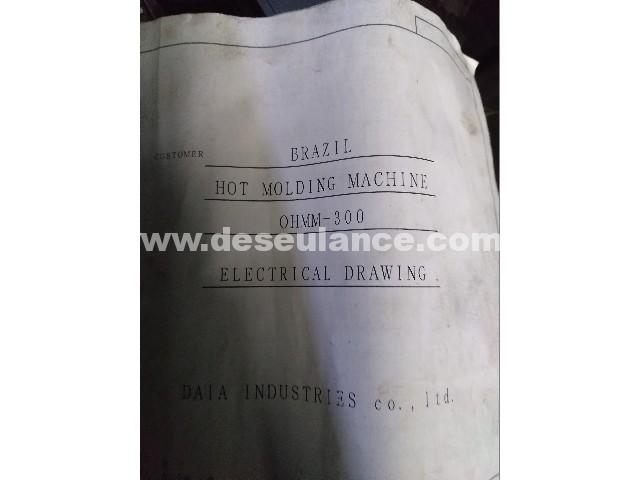 CUSTOMER BRAZIL
HOT MOLDING MACHINE
OHMM-300
www.deseulance.com
ELECTRICAL DRAWING
DAIA INDUSTRIES co., ltd.